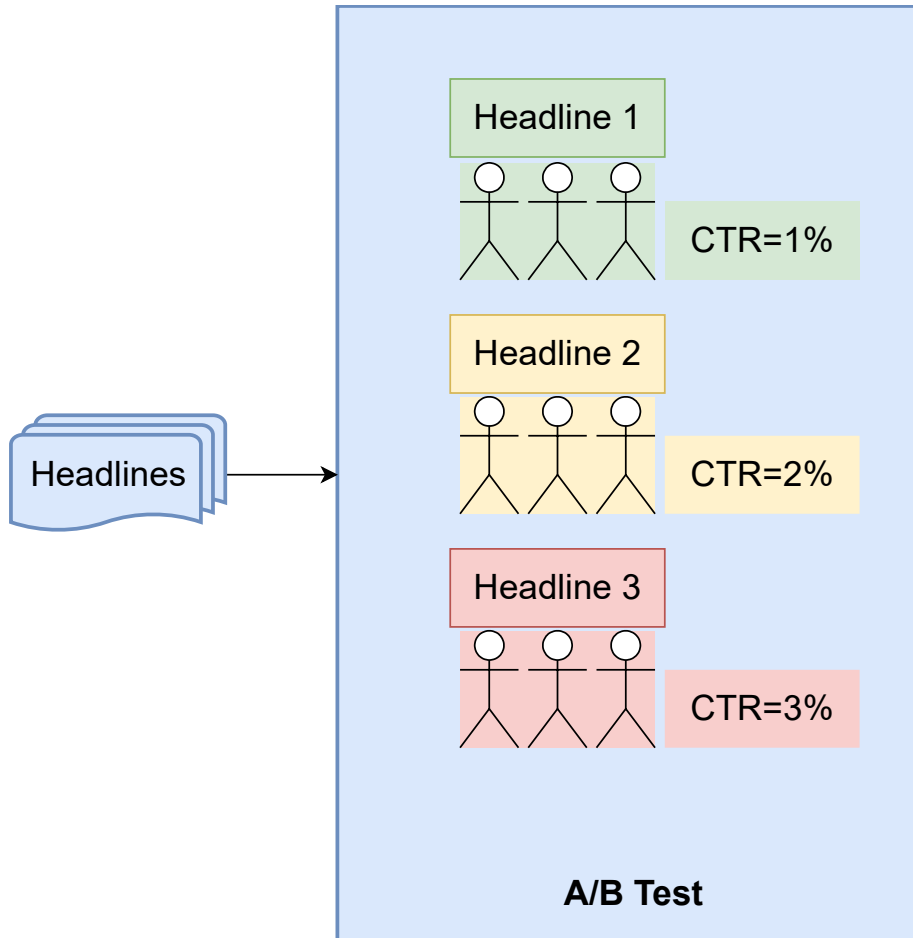 Headline 1
CTR=1%
Headline 2
Headlines
CTR=2%
Headline 3
CTR=3%
A/B Test